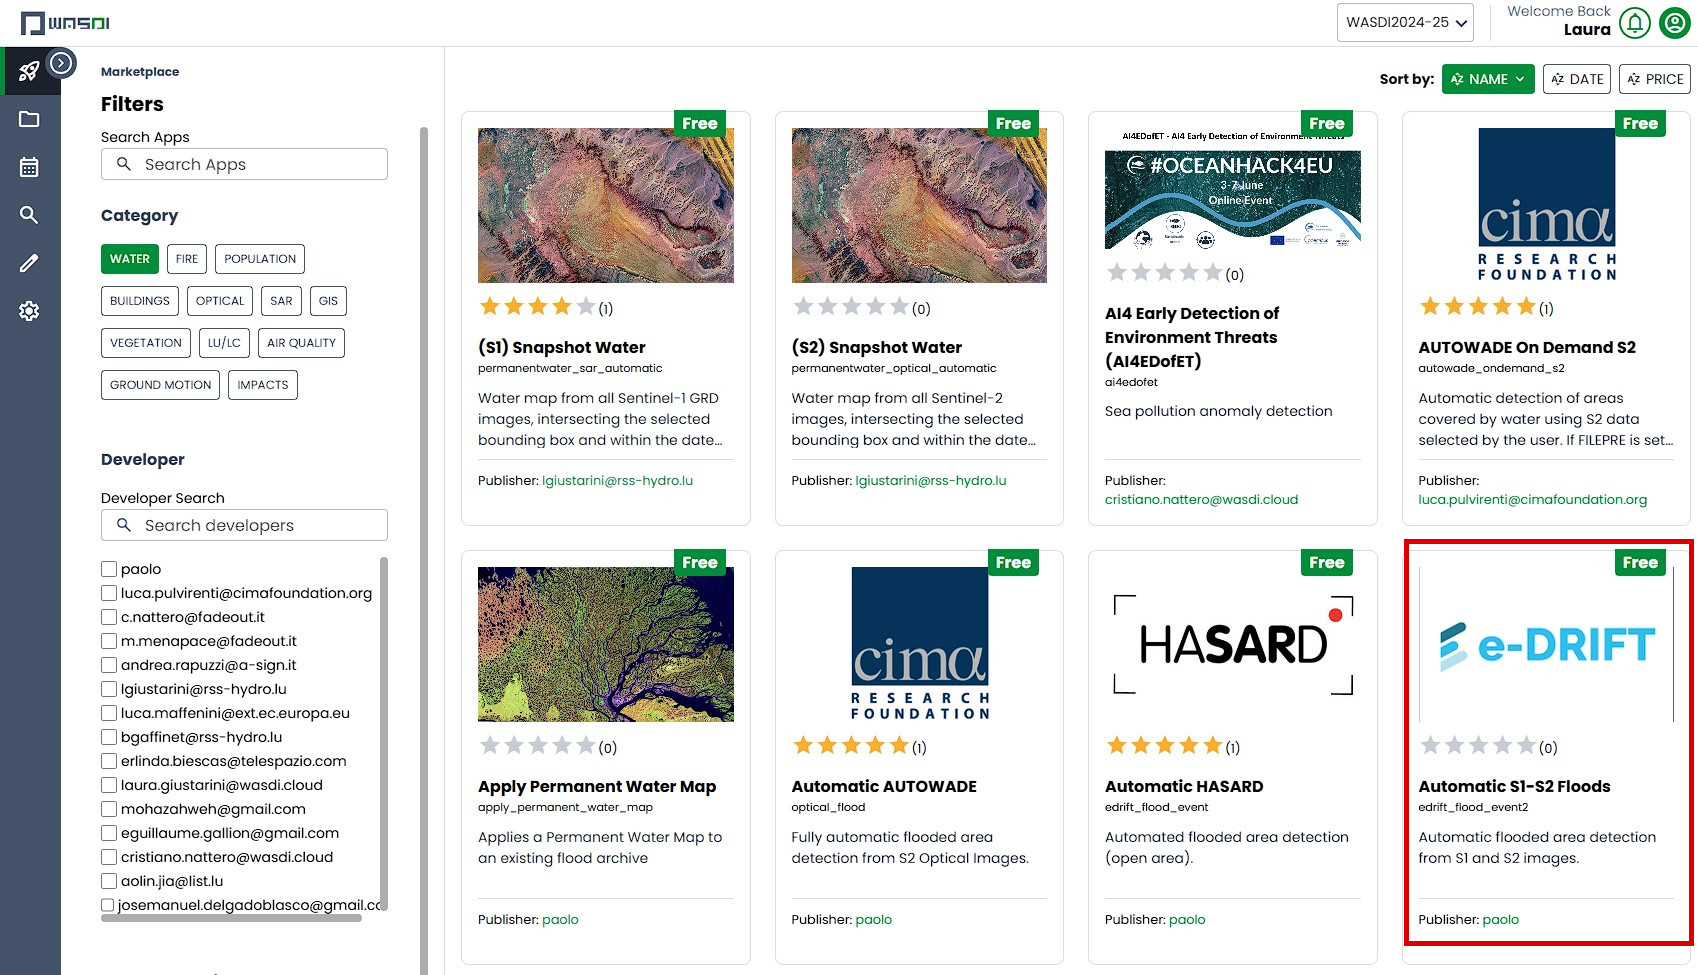 WASDI
WASDI2024-25
Welcome Back
Laura
Marketplace
Filters
Search Apps
Search Apps
Category
WATER
FIRE
POPULATION
BUILDINGS
OPTICAL
SAR
GIS
VEGETATION
LU/LC
AIR QUALITY
GROUND MOTION
IMPACTS
Developer
Developer Search
Search developers
paolo
luca.pulvirenti@cimafoundation.org
c.nattero@fadeout.it
m.menapace@fadeout.it
andrea.rapuzzi@a-sign.it
lgiustarini@rss-hydro.lu
luca.maffenini@ext.ec.europa.eu
bgaffinet@rss-hydro.lu
erlinda.biescas@telespazio.com
laura.giustarini@wasdi.cloud
mohazahweh@gmail.com
eguillaume.gallion@gmail.com
cristiano.nattero@wasdi.cloud
aolin.jia@list.lu
josemanuel.delgadoblasco@gmail.co
Sort by:
NAME
DATE
PRICE
Free
(1)
(S1) Snapshot Water
permanentwater_sar_automatic
Water map from all Sentinel-1 GRD
images, intersecting the selected
bounding box and within the date...
Publisher: lgiustarini@rss-hydro.lu
Free
(0)
(S2) Snapshot Water
permanentwater_optical_automatic
Water map from all Sentinel-2
images, intersecting the selected
bounding box and within the date...
Publisher: lgiustarini@rss-hydro.lu
Free
AI4EDofET - AI4 Early Detection of Environment Threats
#OCEANHACK4EU
3-7 June
Online Event
(0)
AI4 Early Detection of
Environment Threats
(AI4EDofET)
ai4edofet
Sea pollution anomaly detection
Publisher:
cristiano.nattero@wasdi.cloud
Free
cima
RESEARCH
FOUNDATION
(1)
AUTOWADE On Demand S2
autowade_ondemand_s2
Automatic detection of areas
covered by water using S2 data
selected by the user. If FILEPRE is set...
Publisher:
luca.pulvirenti@cimafoundation.org
Free
(0)
Apply Permanent Water Map
apply_permanent_water_map
Applies a Permanent Water Map to
an existing flood archive
Publisher: paolo
Free
cima
RESEARCH
FOUNDATION
(1)
Automatic AUTOWADE
optical_flood
Fully automatic flooded area
detection from S2 Optical Images.
Publisher: paolo
Free
HASARD
(1)
Automatic HASARD
edrift_flood_event
Automated flooded area detection
(open area).
Publisher: paolo
Free
e-DRIFT
(0)
Automatic S1-S2 Floods
edrift_flood_event2
Automatic flooded area detection
from S1 and S2 images.
Publisher: paolo